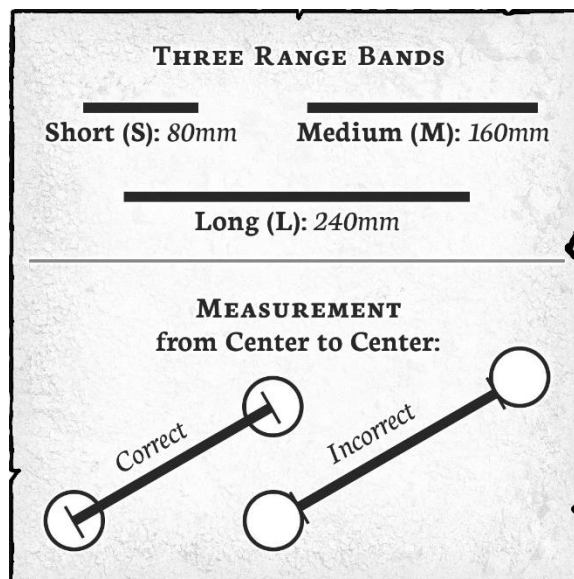 Three Range Bands
Short (S): 80mm
Medium (M): 160mm
Long (L): 240mm
Measurement
from Center to Center:
Correct
Incorrect